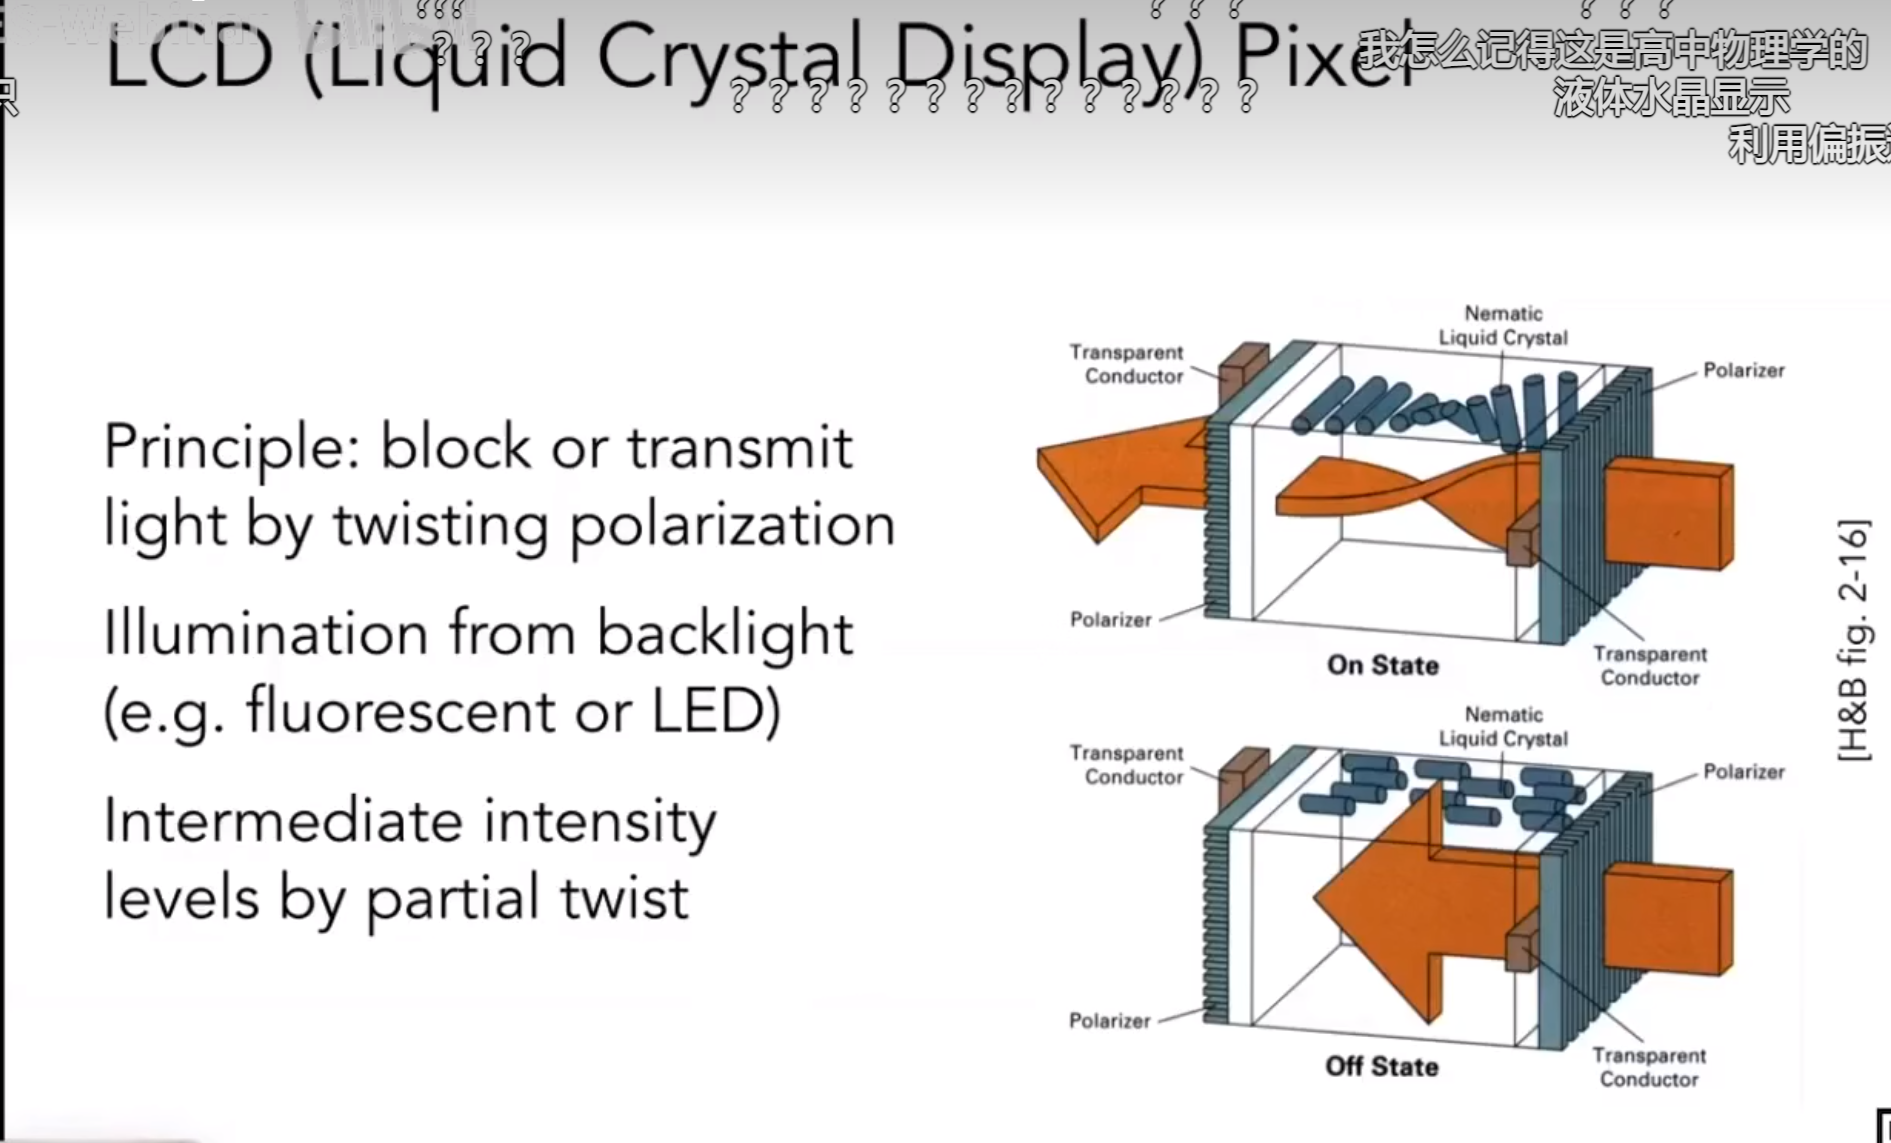 ? ? ?
? ? ?
? ? ?
LCD (Liquid Crystal Display) Pixel
? ? ?
我怎么记得这是高中物理学的
? ? ? ? ? ? ? ? ? ? ? ? ? ?
液体水晶显示
利用偏振
Principle: block or transmit
light by twisting polarization
Illumination from backlight
(e.g. fluorescent or LED)
Intermediate intensity
levels by partial twist
Nematic
Liquid Crystal
Transparent
Conductor
Polarizer
Polarizer
On State
Transparent
Conductor
Nematic
Liquid Crystal
Transparent
Conductor
Polarizer
Polarizer
Off State
Transparent
Conductor
[H&B fig. 2-16]